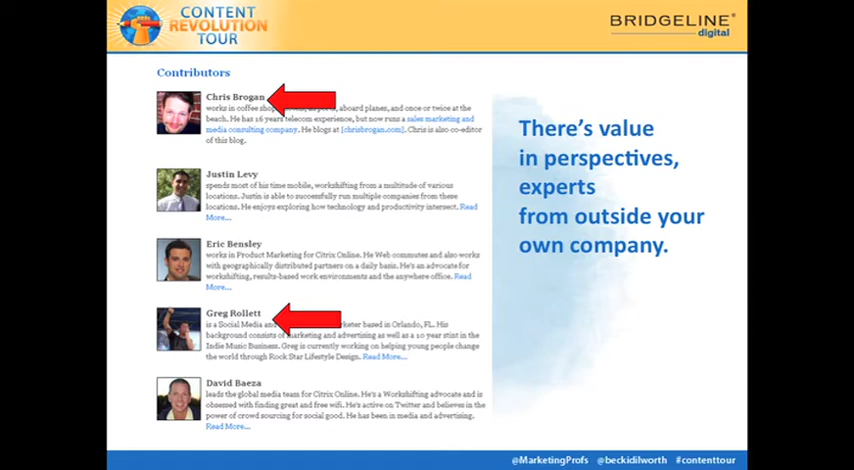 CONTENT
REVOLUTION
TOUR
BRIDGELINE®
digital
Contributors
Chris Brogan
works in coffee aboard planes, and once or twice at the
beach. He has 16 years telecom experience, but now runs a sales marketing and
media consulting company. He blogs at [chrisbrogan.com]. Chris is also co-editor
of this blog.
Justin Levy
spends most of his time mobile, workshifting from a multitude of various
locations. Justin is able to successfully run multiple companies from these
locations. He enjoys exploring how technology and productivity intersect. Read
More...
Eric Bensley
works in Product Marketing for Citrix Online. He Web commutes and also works
with geographically distributed partners on a daily basis. He's an advocate for
workshifting, results-based work environments and the anywhere office. Read
More...
Greg Rollett
is a Social Media and based in Orlando, FL. His
background consists of marketing and advertising as well as a 10 year stint in the
Indie Music Business. Greg is currently working on helping young people change
the world through Rock Star Lifestyle Design. Read More...
David Baeza
leads the global media team for Citrix Online. He's a Workshifting advocate and is
obsessed with finding great and free wifi. He's active on Twitter and believes in the
power of crowd sourcing for social good. He has been in media and advertising.
Read More...
There's value
in perspectives,
experts
from outside your
own company.
@MarketingProfs @beckidilworth #contenttour